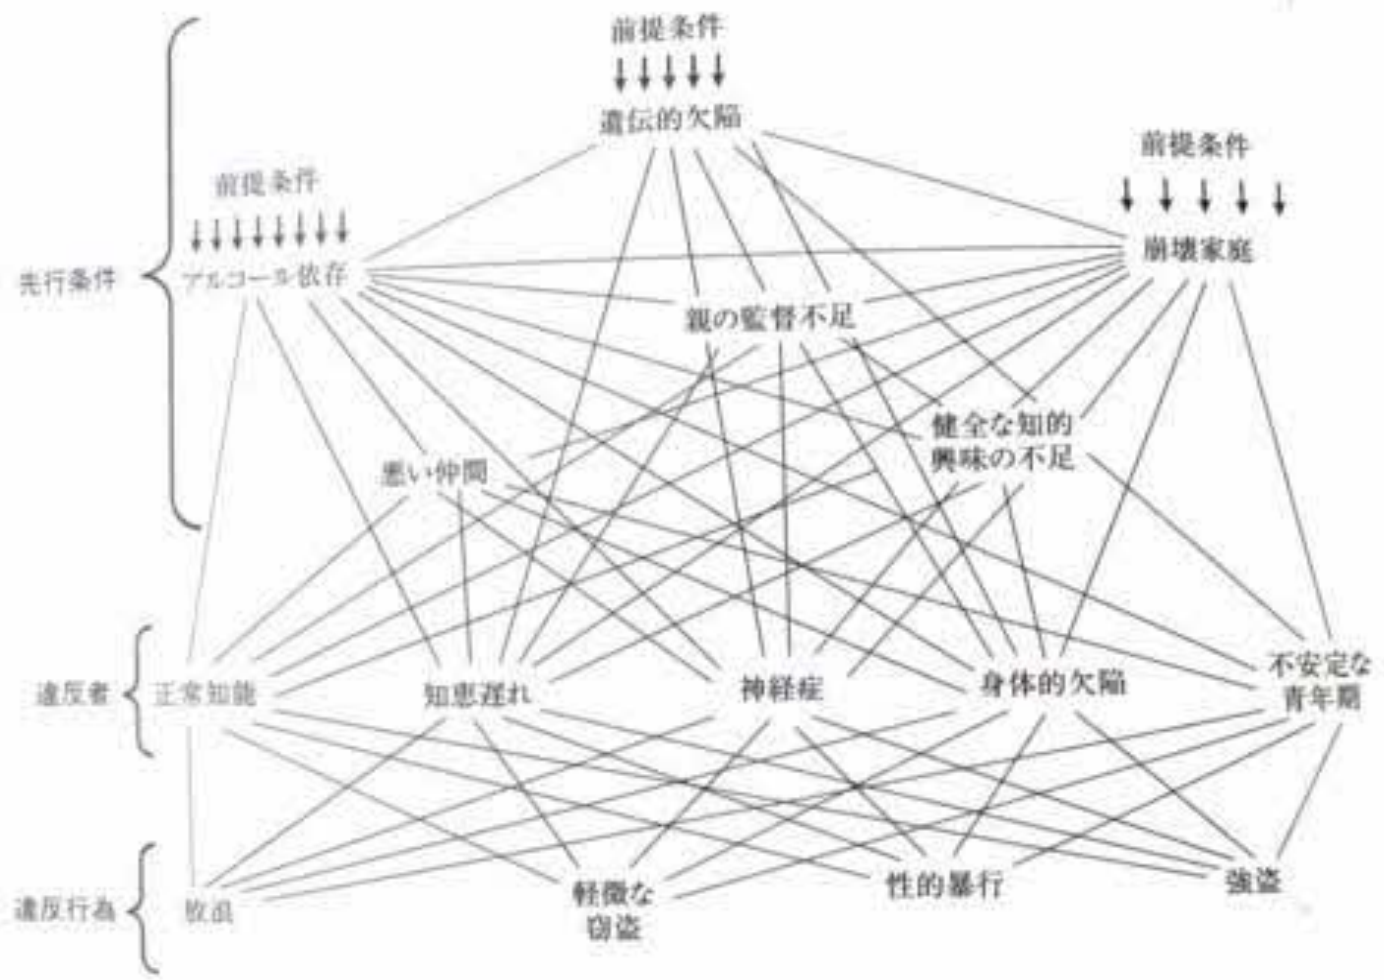 前提条件
遺伝的欠陥
前提条件
崩壊家庭
前提条件
アルコール依存
先行条件
親の監督不足
健全な知的
興味の不足
悪い仲間
違反者
正常知能
知恵遅れ
神経症
身体的欠陥
不安定な
青年期
違反行為
軽微な
窃盗
性的暴行
強盗